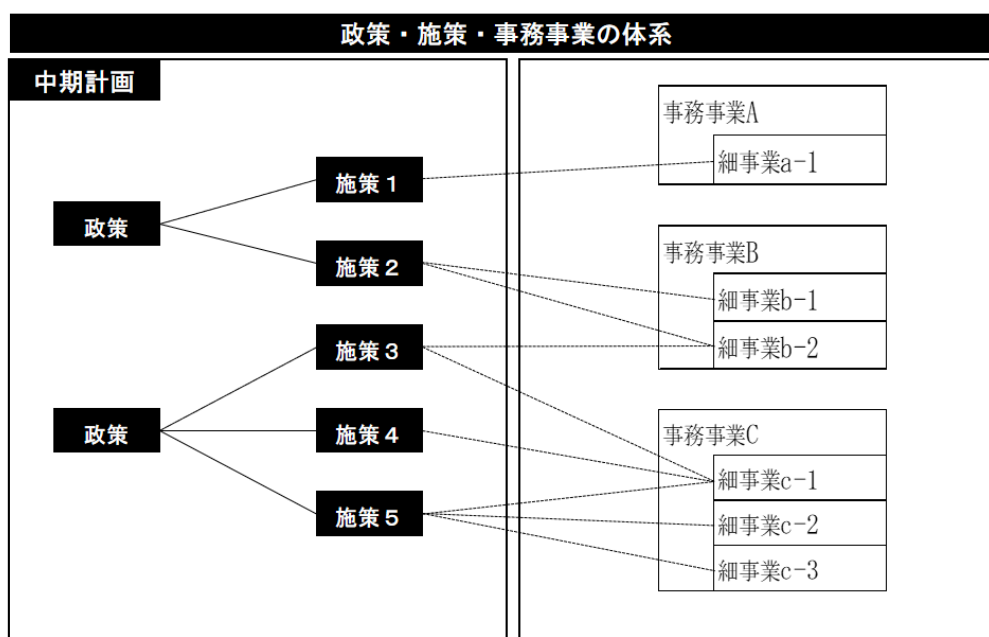 政策・施策・事務事業の体系
中期計画
政策
施策１
施策２
政策
施策３
施策４
施策５
事務事業A
細事業a-1
事務事業B
細事業b-1
細事業b-2
事務事業C
細事業c-1
細事業c-2
細事業c-3